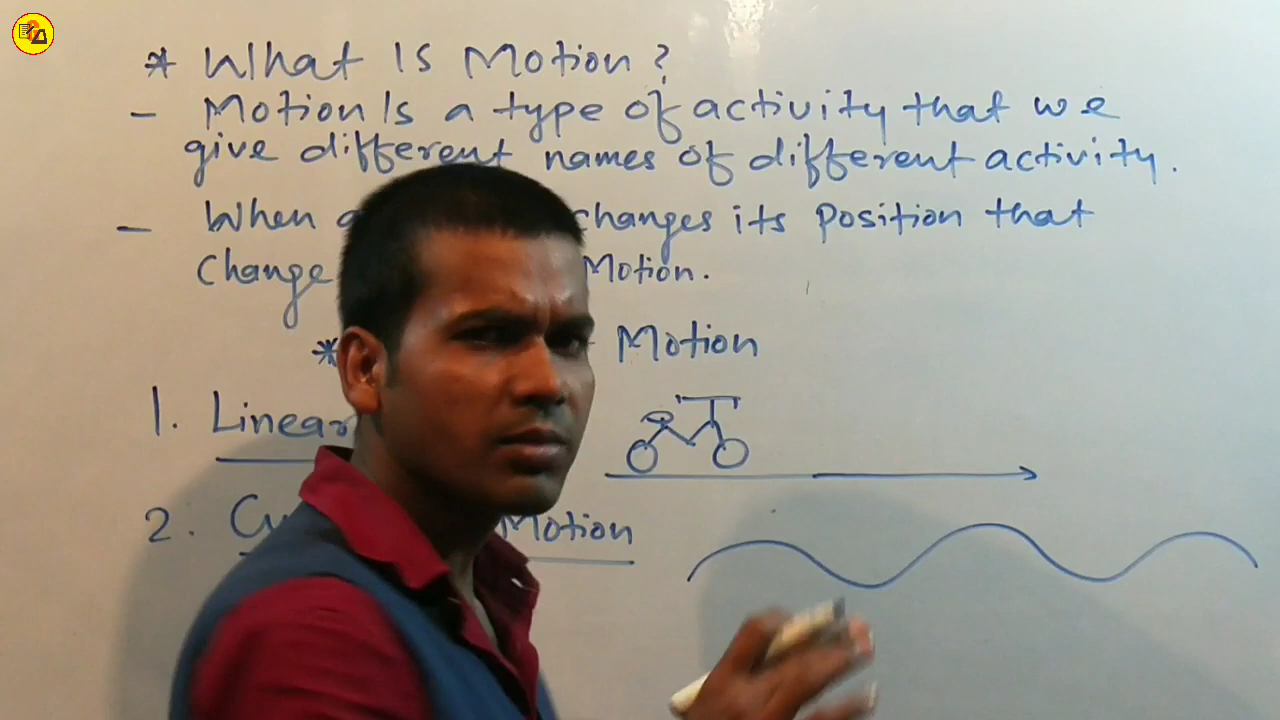 * What Is Motion?
- Motion Is a type of activity that we
give different names of different activity.
- When changes its position that
change Motion.
* Motion
1. Linear
2. Motion